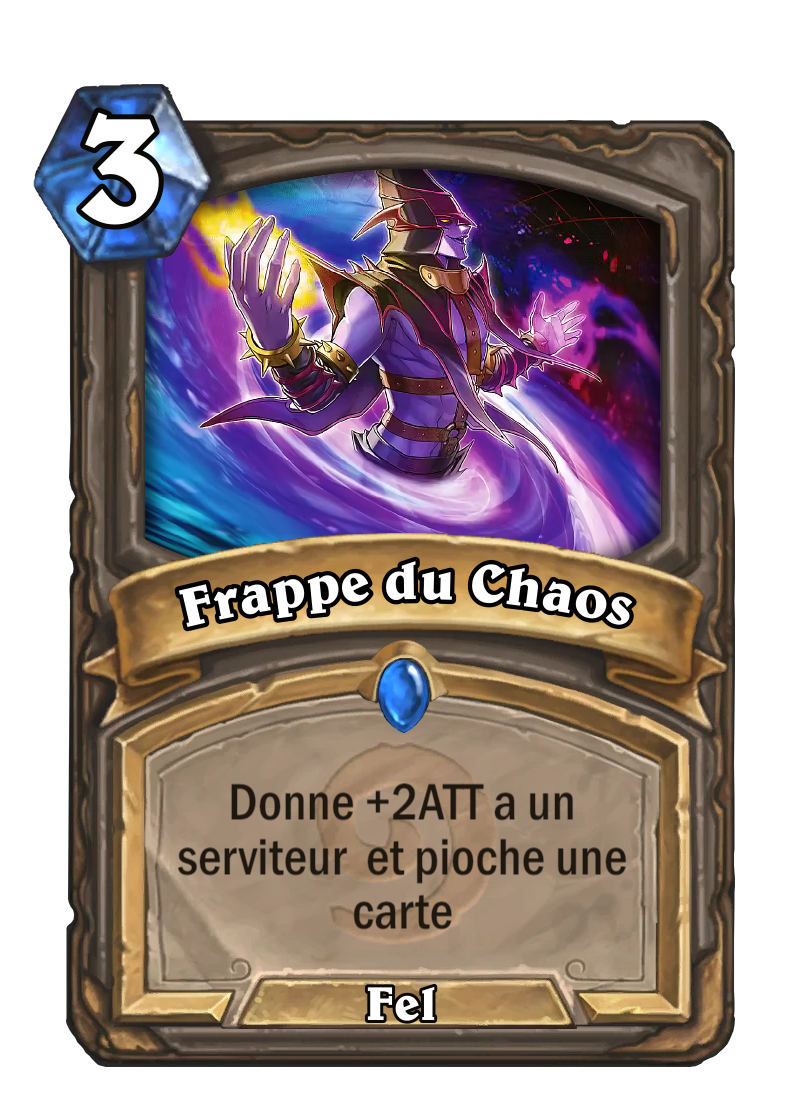 3
Frappe du Chaos
Donne +2ATT a un
serviteur et pioche une
carte
Fel